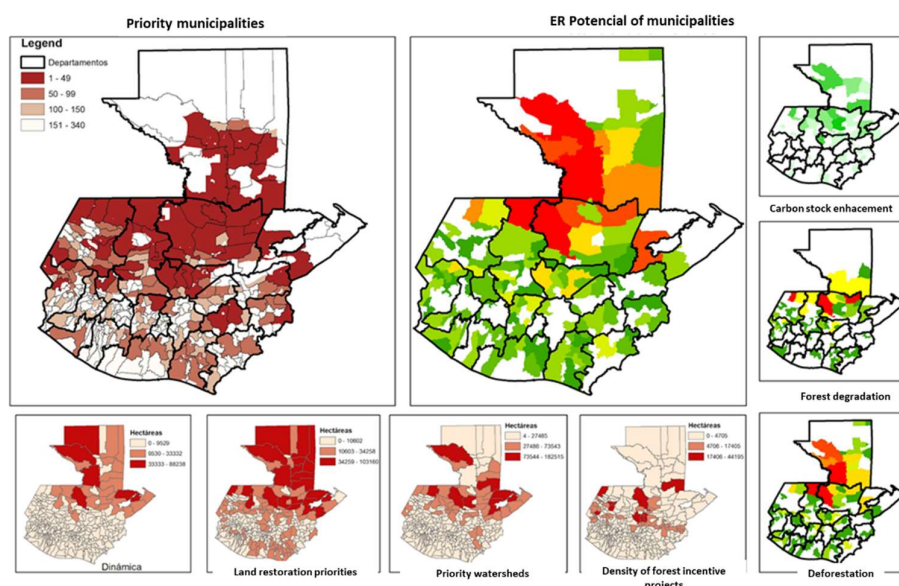 Priority municipalities
ER Potencial of municipalities
Legend
Departamentos
1 - 49
50 - 99
100 - 150
151 - 340
Carbon stock enhacement
Forest degradation
Deforestation
Hectáreas
0 - 9529
9530 - 33332
33333 - 88238
Dinámica
Hectáreas
0 - 10602
10603 - 34258
34259 - 103160
Land restoration priorities
Hectáreas
4 - 27485
27486 - 73543
73544 - 182515
Priority watersheds
Hectáreas
0 - 4705
4706 - 17405
17406 - 44195
Density of forest incentive
projects